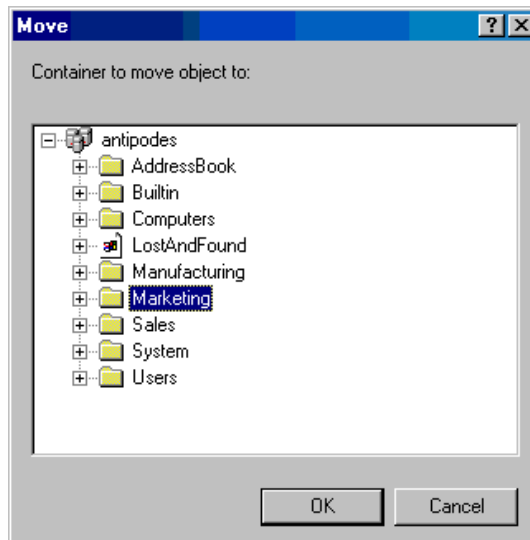 Move
Container to move object to:
antipodes
AddressBook
Builtin
Computers
LostAndFound
Manufacturing
Marketing
Sales
System
Users
OK Cancel